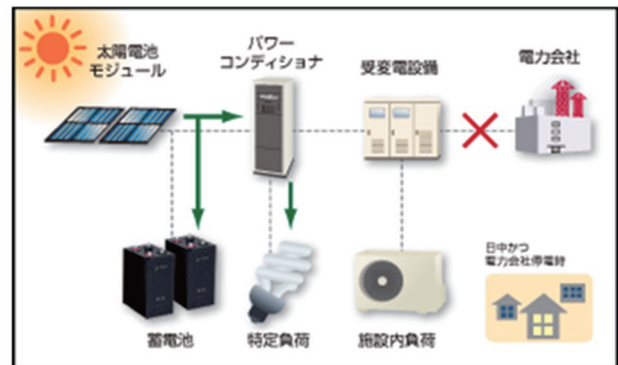 太陽電池
モジュール
パワー
コンディショナ
受変電設備
電力会社
蓄電池
特定負荷
施設内負荷
日中かつ
電力会社停電時